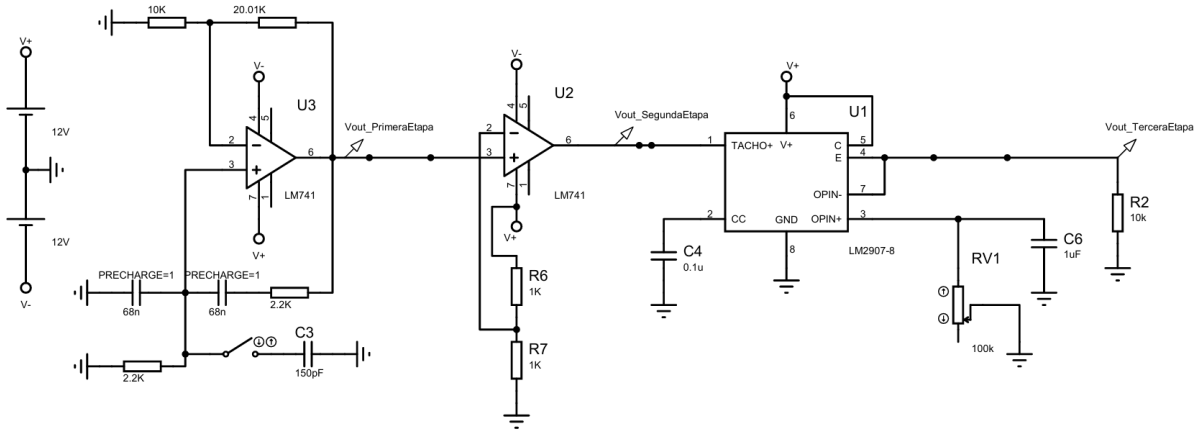 V+
12V
12V
V-
10K
20.01K
V-
4
5
U3
2
3
6
7
1
LM741
V+
Vout_PrimeraEtapa
PRECHARGE=1
68n
PRECHARGE=1
68n
2.2K
2.2K
C3
150pF
V-
4
5
U2
2
3
6
7
1
LM741
V+
R6
1K
R7
1K
Vout_SegundaEtapa
V+
6
U1
1
TACHO+
V+
C
5
E
4
OPIN-
7
2
CC
GND
OPIN+
3
8
LM2907-8
C4
0.1u
RV1
100k
C6
1uF
Vout_TerceraEtapa
R2
10k